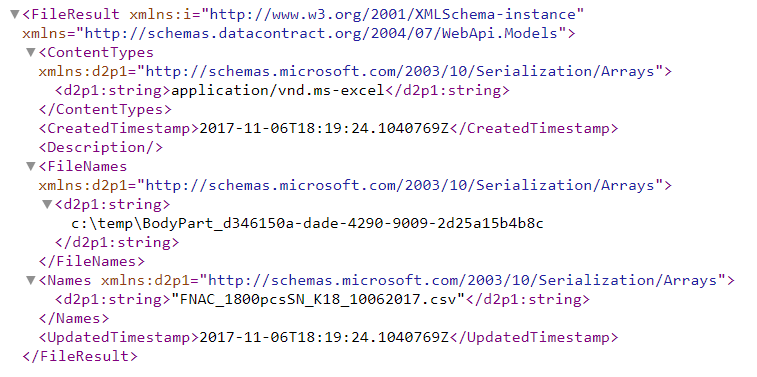 <FileResult xmlns:i="http://www.w3.org/2001/XMLSchema-instance"
xmlns="http://schemas.datacontract.org/2004/07/WebApi.Models">
<ContentTypes
xmlns:d2p1="http://schemas.microsoft.com/2003/10/Serialization/Arrays">
<d2p1:string>application/vnd.ms-excel</d2p1:string>
</ContentTypes>
<CreatedTimestamp>2017-11-06T18:19:24.1040769Z</CreatedTimestamp>
<Description/>
<FileNames
xmlns:d2p1="http://schemas.microsoft.com/2003/10/Serialization/Arrays">
<d2p1:string>
c:\temp\BodyPart_d346150a-dade-4290-9009-2d25a15b4b8c
</d2p1:string>
</FileNames>
<Names xmlns:d2p1="http://schemas.microsoft.com/2003/10/Serialization/Arrays">
<d2p1:string>"FNAC_1800pcsSN_K18_10062017.csv"</d2p1:string>
</Names>
<UpdatedTimestamp>2017-11-06T18:19:24.1040769Z</UpdatedTimestamp>
</FileResult>